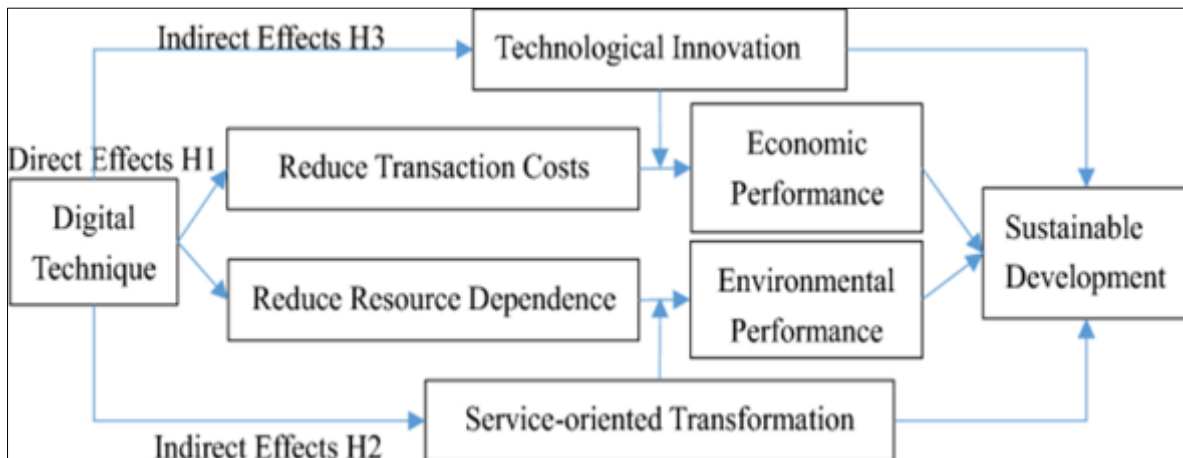 Indirect Effects H3
Technological Innovation
Direct Effects H1
Reduce Transaction Costs
Economic
Performance
Digital
Technique
Sustainable
Development
Reduce Resource Dependence
Environmental
Performance
Service-oriented Transformation
Indirect Effects H2